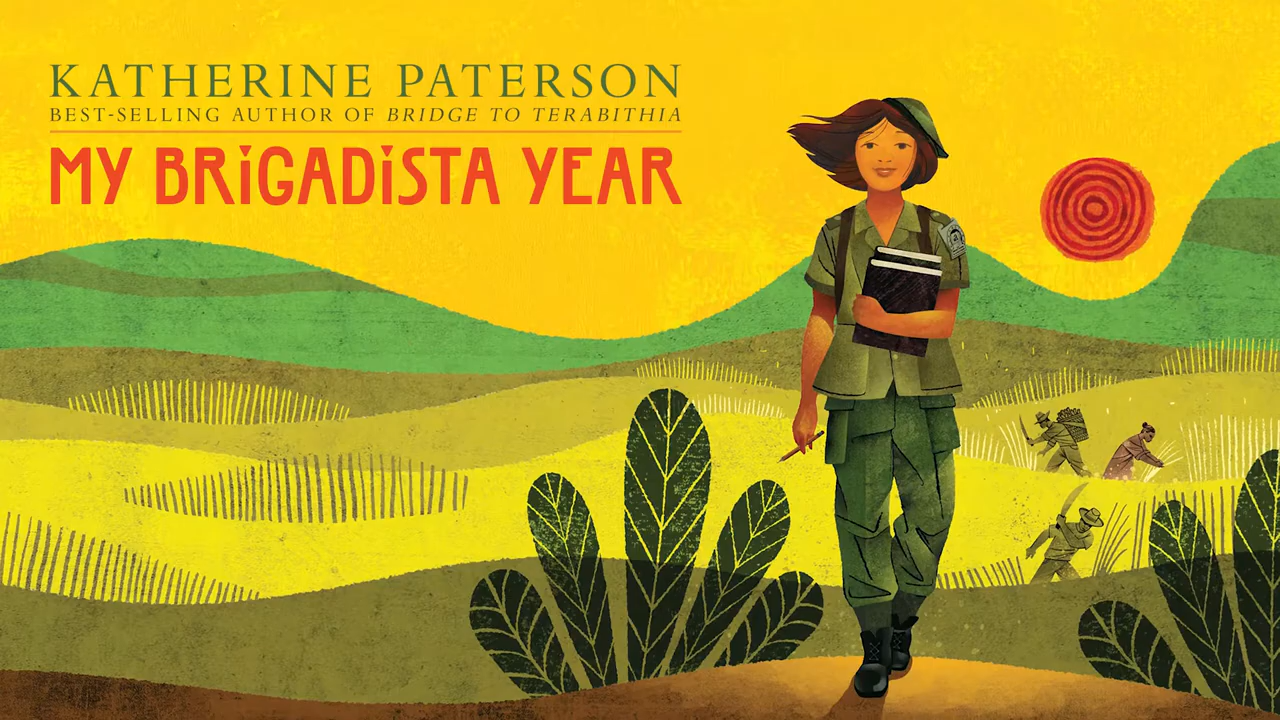 KATHERINE PATERSON
BEST-SELLING AUTHOR OF BRIDGE TO TERABITHIA
MY BRiGADiSTA YEAR